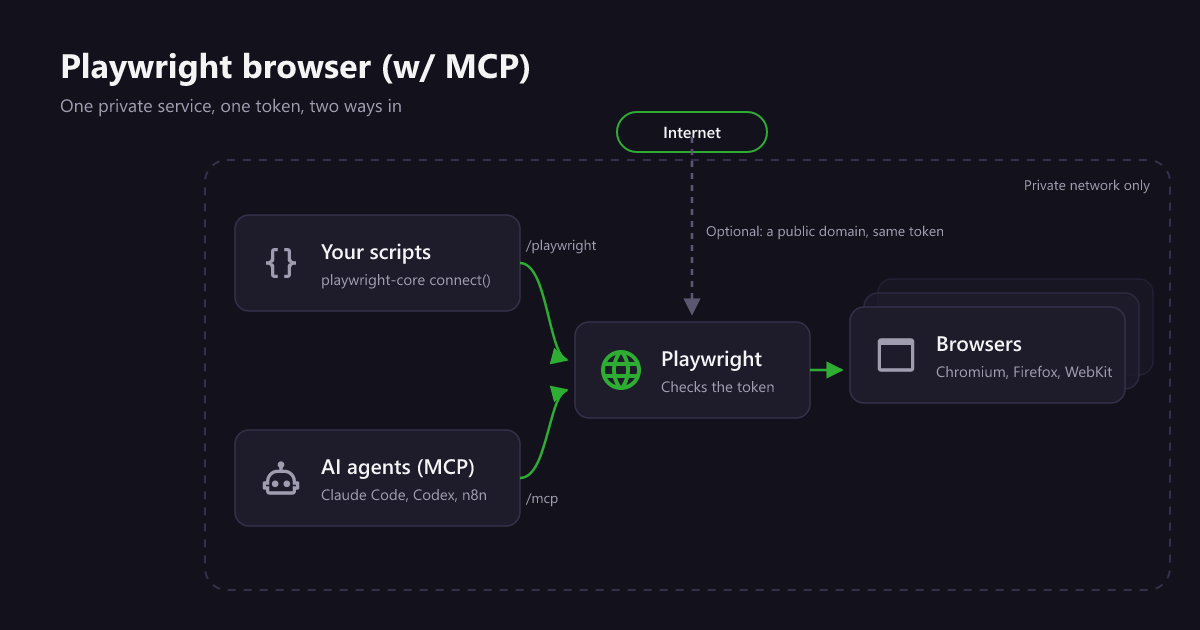 Playwright browser (w/ MCP)
One private service, one token, two ways in
Internet
Private network only
Optional: a public domain, same token
Your scripts
playwright-core connect()
/playwright
Playwright
Checks the token
Browsers
Chromium, Firefox, WebKit
AI agents (MCP)
Claude Code, Codex, n8n
/mcp